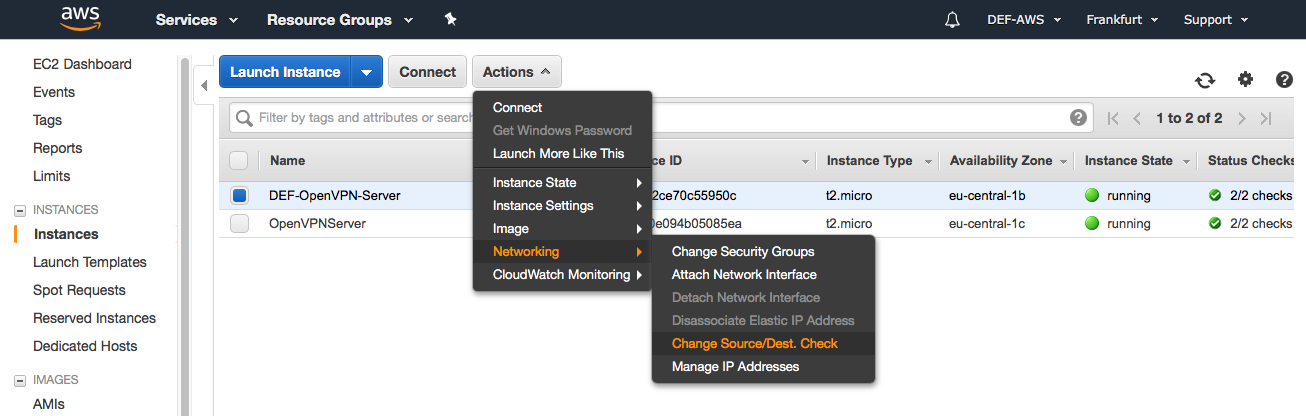 aws Services Resource Groups DEF-AWS Frankfurt Support
EC2 Dashboard
Events
Tags
Reports
Limits
INSTANCES
Instances
Launch Templates
Spot Requests
Reserved Instances
Dedicated Hosts
IMAGES
AMIs
Launch Instance Connect Actions
Filter by tags and attributes or search
1 to 2 of 2
Name ce ID Instance Type Availability Zone Instance State Status Checks
DEF-OpenVPN-Server 2ce70c55950c t2.micro eu-central-1b running 2/2 checks
OpenVPNServer 0e094b05085ea t2.micro eu-central-1c running 2/2 checks
Connect
Get Windows Password
Launch More Like This
Instance State
Instance Settings
Image
Networking
CloudWatch Monitoring
Change Security Groups
Attach Network Interface
Detach Network Interface
Disassociate Elastic IP Address
Change Source/Dest. Check
Manage IP Addresses